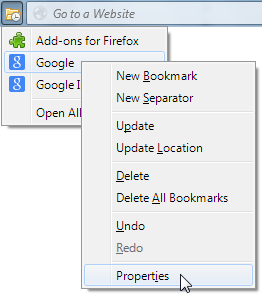 Go to a Website
Add-ons for Firefox
Google
Google I
Open All
New Bookmark
New Separator
Update
Update Location
Delete
Delete All Bookmarks
Undo
Redo
Properties